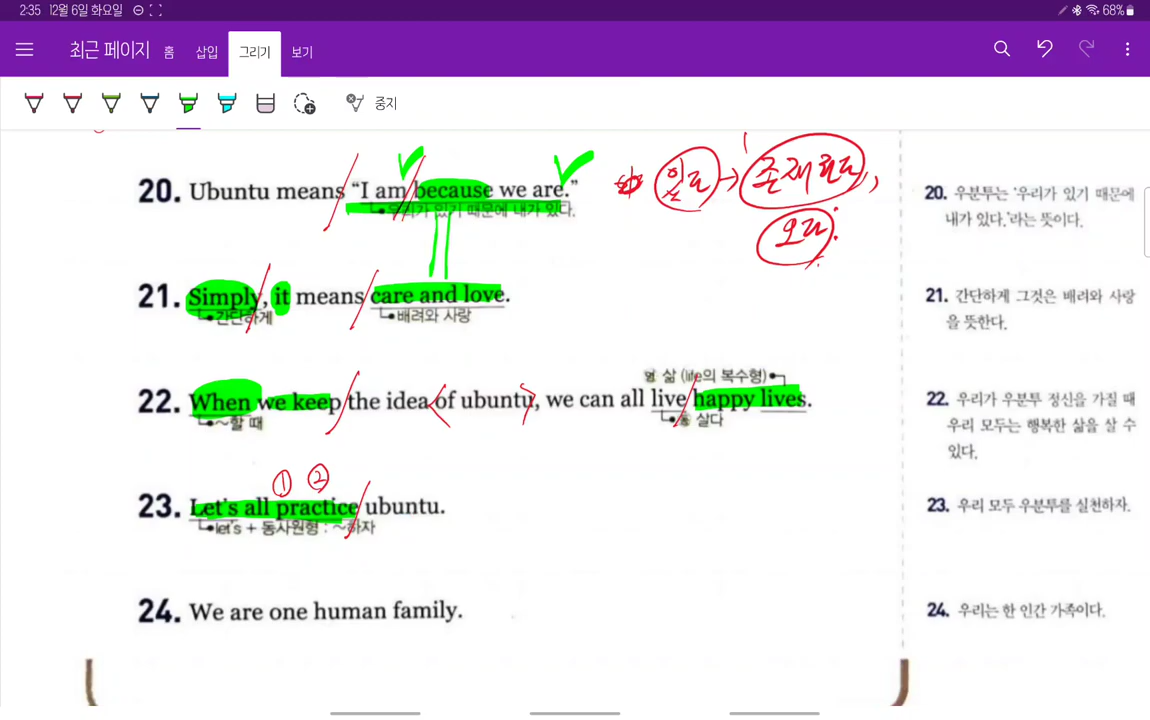 2:35 12월 6일 화요일
68%
최근 페이지 홈 삽입 그리기 보기
중지
20. Ubuntu means “I am because we are.”
우리가 있기 때문에 내가 있다.
20. 우분투는 ‘우리가 있기 때문에
내가 있다.’라는 뜻이다.
21. Simply, it means care and love.
간단하게
배려와 사랑
21. 간단하게 그것은 배려와 사랑
을 뜻한다.
명 삶 (life의 복수형)
22. When we keep the idea of ubuntu, we can all live happy lives.
~할 때
동 살다
22. 우리가 우분투 정신을 가질 때
우리 모두는 행복한 삶을 살 수
있다.
① ②
23. Let's all practice ubuntu.
let's + 동사원형 : ~하자
23. 우리 모두 우분투를 실천하자.
24. We are one human family.
24. 우리는 한 인간 가족이다.